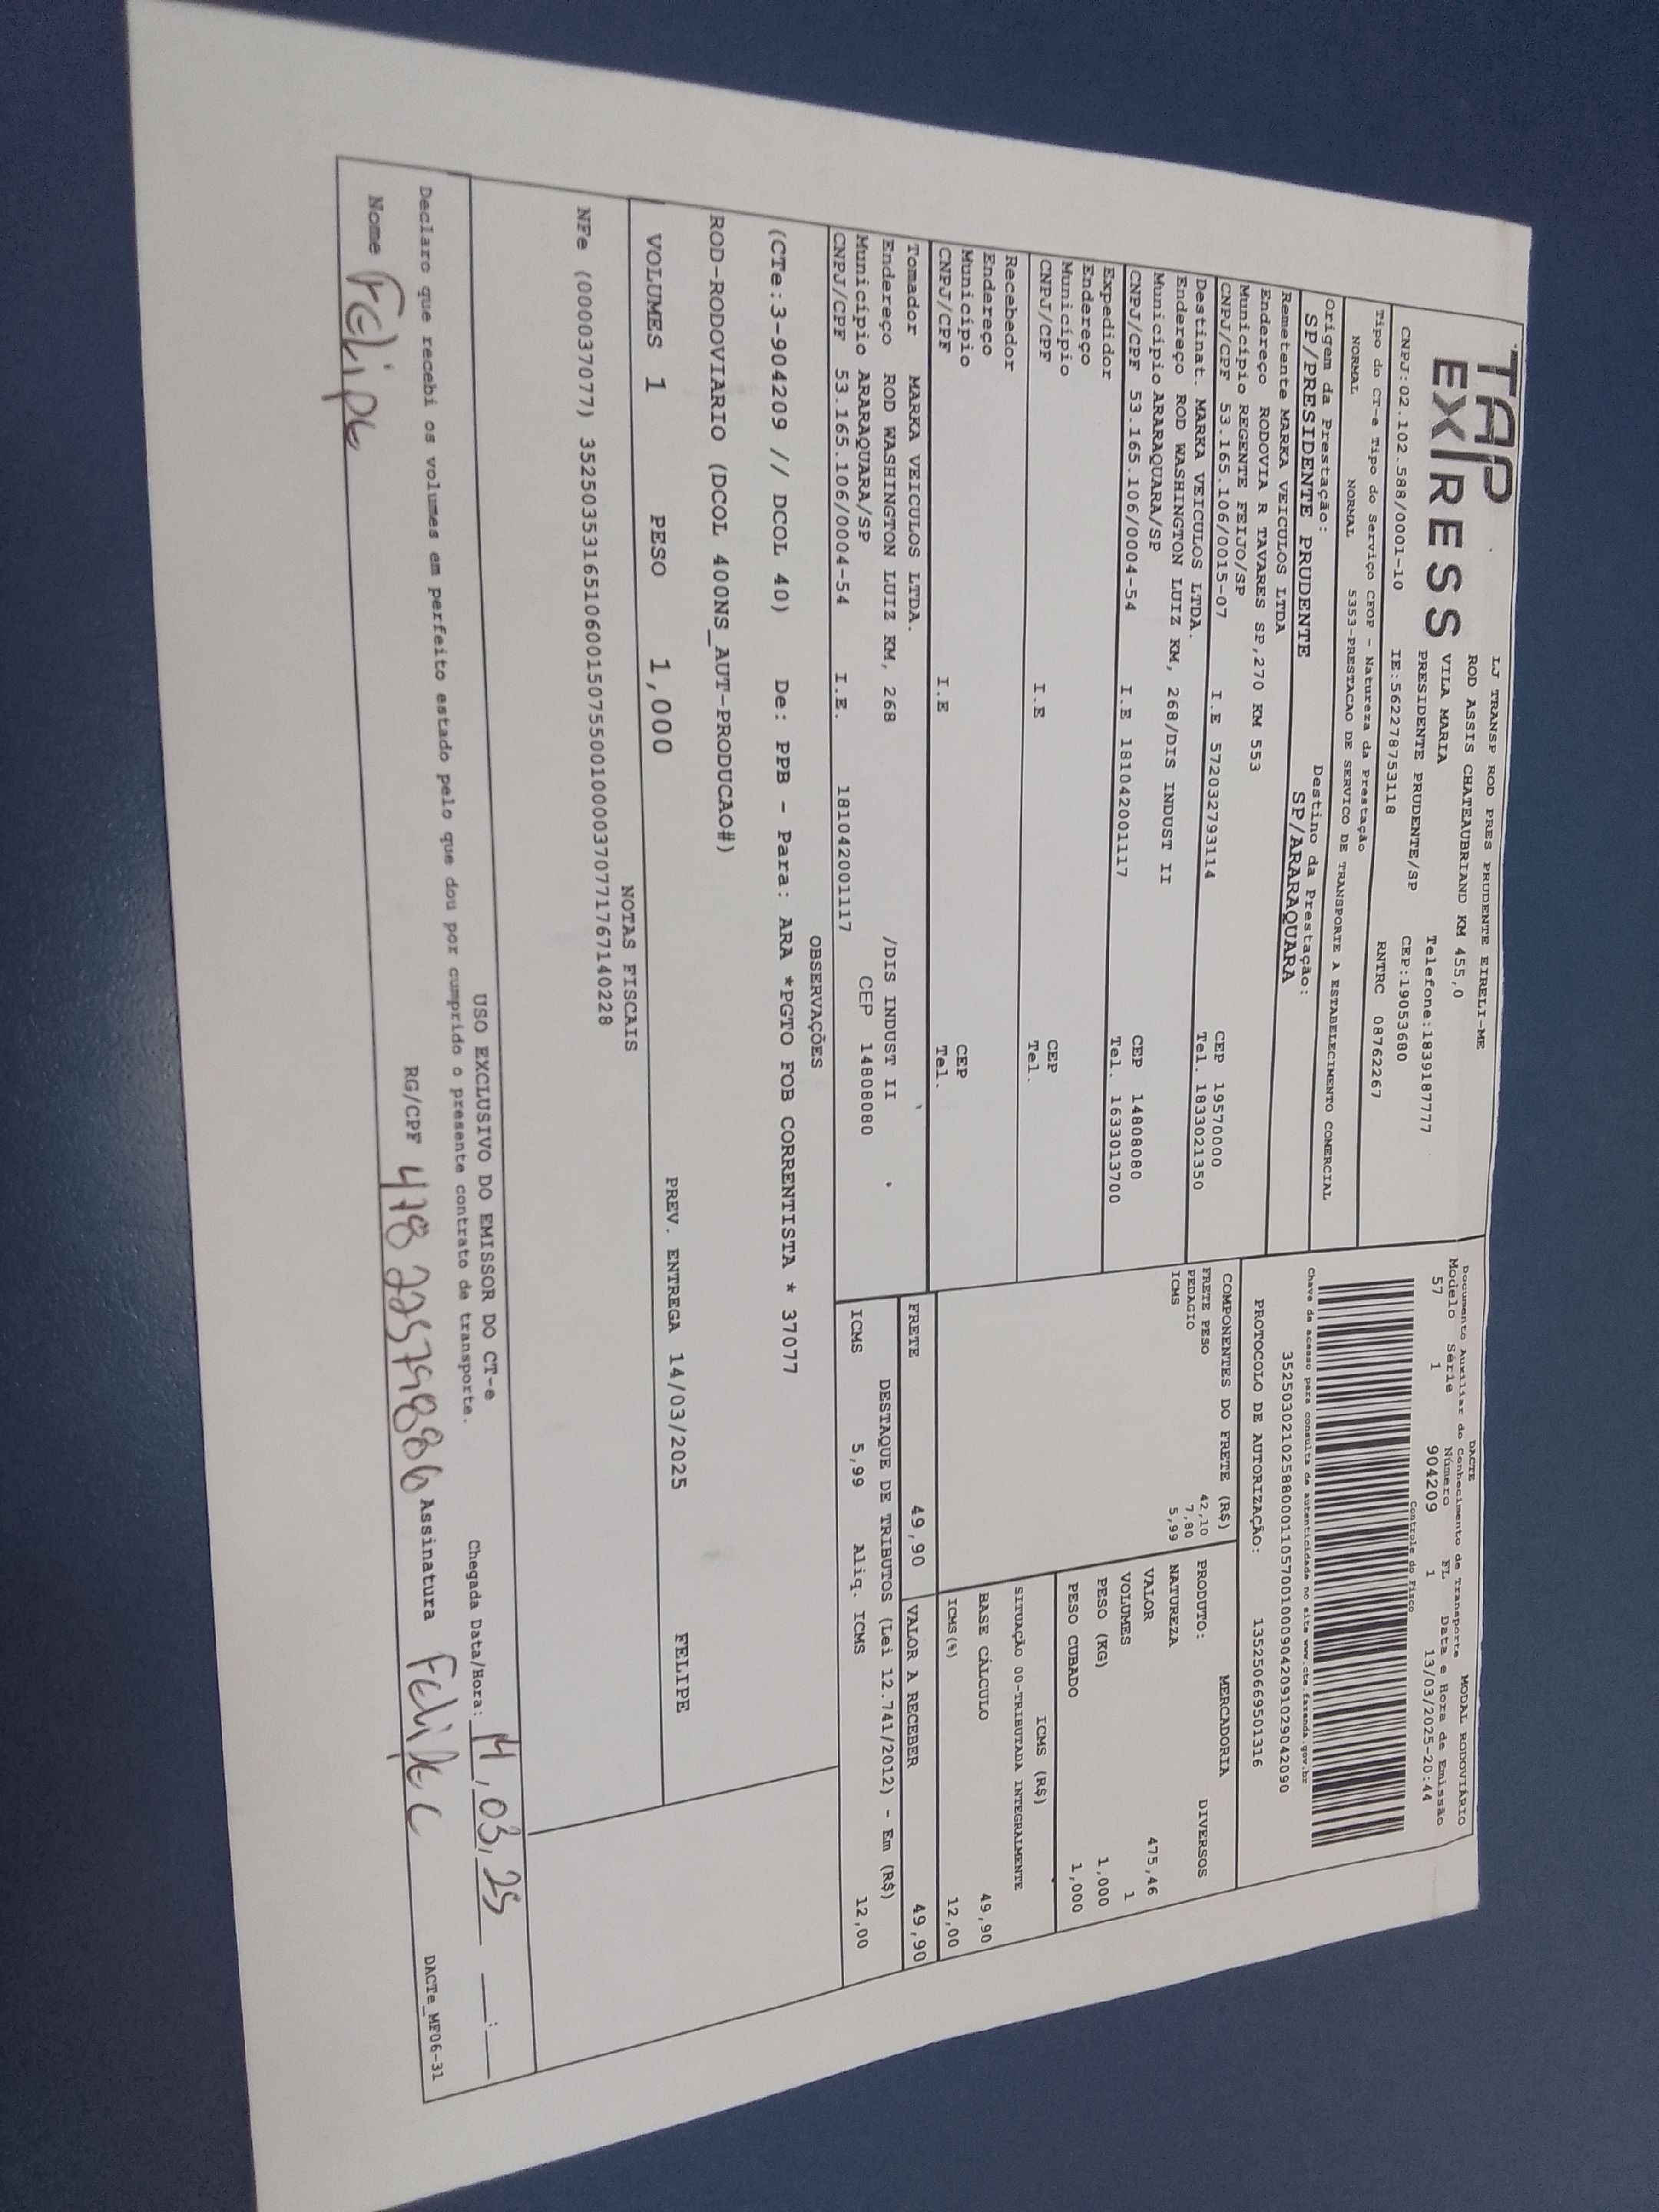 TAP EXPRESS
LJ TRANSP ROD PRES PRUDENTE EIRELI-ME
ROD ASSIS CHATEAUBRIAND KM 455,0
VILA MARIA Telefone:1839187777
PRESIDENTE PRUDENTE/SP CEP:19053680
CNPJ:02.102.588/0001-10 IE:562278753118 RNTRC 08762267
Tipo do CT-e Tipo do Serviço CFOP - Natureza da Prestação
NORMAL NORMAL 5353-PRESTACAO DE SERVICO DE TRANSPORTE A ESTABELECIMENTO COMERCIAL
Origem da Prestação: Destino da Prestação:
SP/PRESIDENTE PRUDENTE SP/ARARAQUARA
Remetente MARKA VEICULOS LTDA
Endereço RODOVIA R TAVARES SP,270 KM 553
Município REGENTE FEIJO/SP CEP 19570000
CNPJ/CPF 53.165.106/0015-07 I.E 572032793114 Tel. 1833021350
Destinat. MARKA VEICULOS LTDA.
Endereço ROD WASHINGTON LUIZ KM, 268/DIS INDUST II
Município ARARAQUARA/SP CEP 14808080
CNPJ/CPF 53.165.106/0004-54 I.E 181042001117 Tel. 1633013700
Expedidor
Endereço
Município CEP
CNPJ/CPF I.E Tel.
Recebedor
Endereço
Município CEP
CNPJ/CPF I.E Tel.
Tomador MARKA VEICULOS LTDA.
Endereço ROD WASHINGTON LUIZ KM, 268 /DIS INDUST II
Município ARARAQUARA/SP CEP 14808080
CNPJ/CPF 53.165.106/0004-54 I.E. 181042001117
DACTE MODAL RODOVIÁRIO
Documento Auxiliar do Conhecimento de Transporte
Modelo Série Número FL Data e Hora de Emissão
57 1 904209 1 13/03/2025-20:44
Controle do Fisco
Chave de acesso para consulta de autenticidade no site www.cte.fazenda.gov.br
35250302102588000110570010009042091029042090
PROTOCOLO DE AUTORIZAÇÃO: 135250669501316
COMPONENTES DO FRETE (R$)
FRETE PESO 42,10
PEDAGIO 7,80
ICMS 5,99
MERCADORIA
PRODUTO: DIVERSOS
NATUREZA
VALOR 475,46
VOLUMES 1
PESO (KG) 1,000
PESO CUBADO 1,000
ICMS (R$)
SITUAÇÃO 00-TRIBUTADA INTEGRALMENTE
BASE CÁLCULO 49,90
ICMS(%) 12,00
FRETE 49,90 VALOR A RECEBER 49,90
DESTAQUE DE TRIBUTOS (Lei 12.741/2012) - Em (R$)
ICMS 5,99 Aliq. ICMS 12,00
OBSERVAÇÕES
(CTe:3-904209 // DCOL 40) De: PPB - Para: ARA *PGTO FOB CORRENTISTA * 37077
ROD-RODOVIARIO (DCOL 400NS_AUT-PRODUCAO#)
VOLUMES 1 PESO 1,000 PREV. ENTREGA 14/03/2025 FELIPE
NOTAS FISCAIS
NFe (000037077) 35250353165106001507550010000370771767140228
USO EXCLUSIVO DO EMISSOR DO CT-e
Chegada Data/Hora: 14,03,25 __:__
Declaro que recebi os volumes em perfeito estado pelo que dou por cumprido o presente contrato de transporte.
Nome Felipe RG/CPF Assinatura Felipe C
DACTe_MF06-31